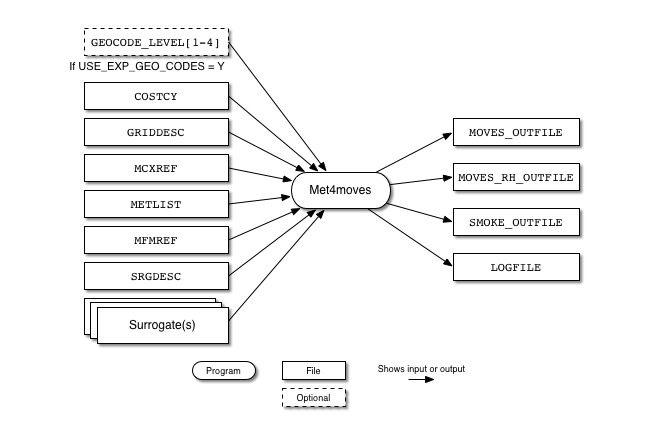 GEOCODE_LEVEL[1-4]
If USE_EXP_GEO_CODES = Y
COSTCY
GRIDDESC
MCXREF
METLIST
MFMREF
SRGDESC
Surrogate(s)
Met4moves
MOVES_OUTFILE
MOVES_RH_OUTFILE
SMOKE_OUTFILE
LOGFILE
Program
File
Shows input or output
Optional